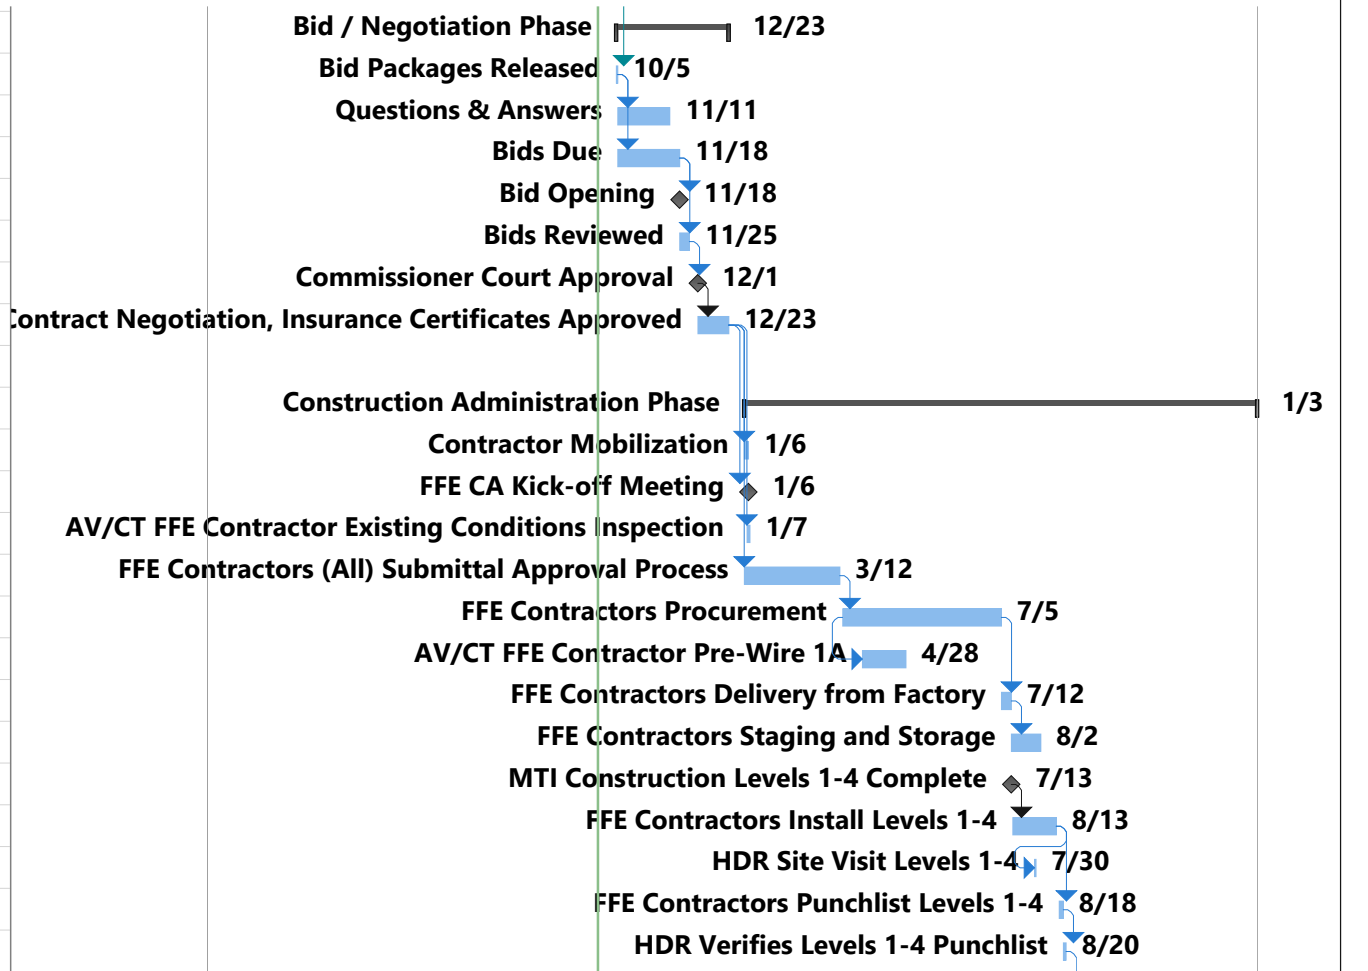 Bid / Negotiation Phase 12/23
Bid Packages Released 10/5
Questions & Answers 11/11
Bids Due 11/18
Bid Opening 11/18
Bids Reviewed 11/25
Commissioner Court Approval 12/1
Contract Negotiation, Insurance Certificates Approved 12/23
Construction Administration Phase 1/3
Contractor Mobilization 1/6
FFE CA Kick-off Meeting 1/6
AV/CT FFE Contractor Existing Conditions Inspection 1/7
FFE Contractors (All) Submittal Approval Process 3/12
FFE Contractors Procurement 7/5
AV/CT FFE Contractor Pre-Wire 1A 4/28
FFE Contractors Delivery from Factory 7/12
FFE Contractors Staging and Storage 8/2
MTI Construction Levels 1-4 Complete 7/13
FFE Contractors Install Levels 1-4 8/13
HDR Site Visit Levels 1-4 7/30
FFE Contractors Punchlist Levels 1-4 8/18
HDR Verifies Levels 1-4 Punchlist 8/20